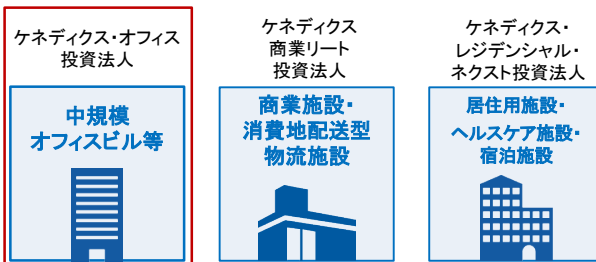 ケネディクス・オフィス
投資法人
中規模
オフィスビル等
ケネディクス
商業リート
投資法人
商業施設・
消費地配送型
物流施設
ケネディクス・
レジデンシャル・
ネクスト投資法人
居住用施設・
ヘルスケア施設・
宿泊施設